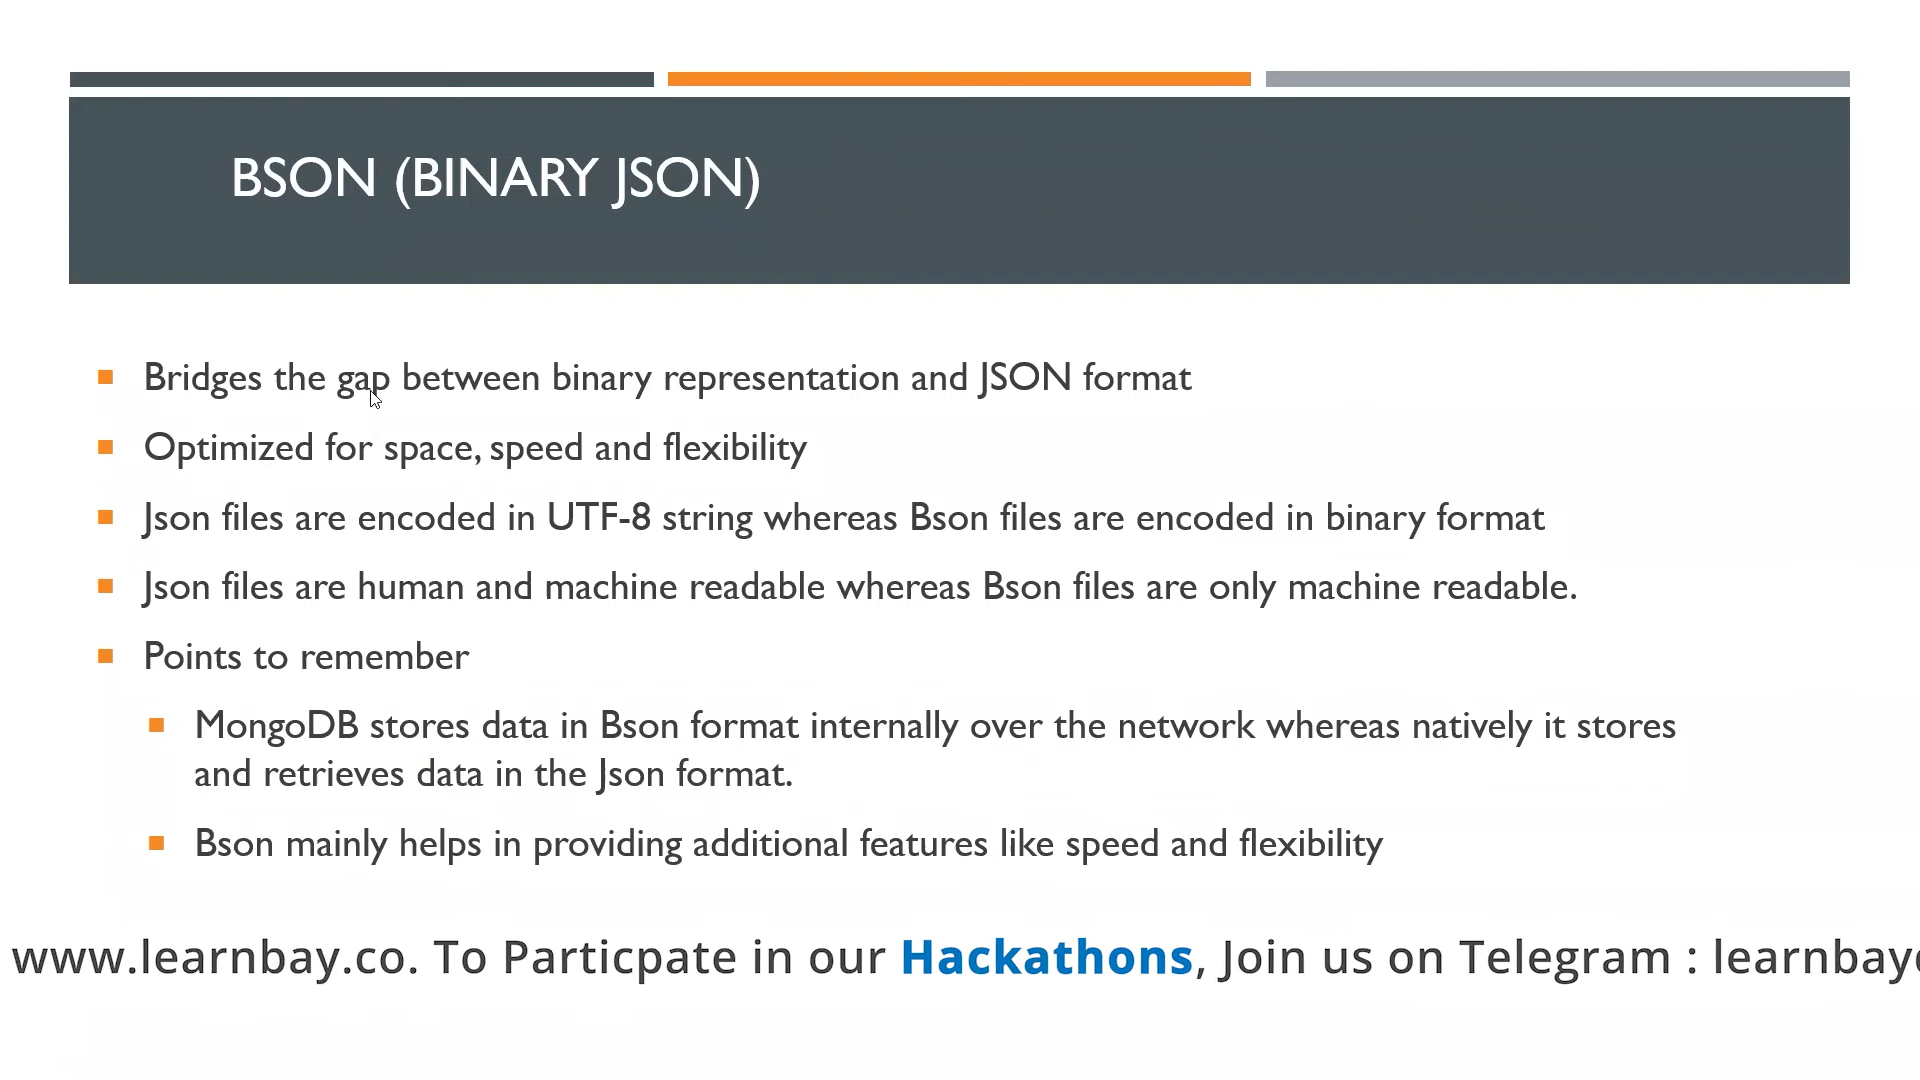 BSON (BINARY JSON)
Bridges the gap between binary representation and JSON format
Optimized for space, speed and flexibility
Json files are encoded in UTF-8 string whereas Bson files are encoded in binary format
Json files are human and machine readable whereas Bson files are only machine readable.
Points to remember
MongoDB stores data in Bson format internally over the network whereas natively it stores
and retrieves data in the Json format.
Bson mainly helps in providing additional features like speed and flexibility
www.learnbay.co. To Particpate in our Hackathons, Join us on Telegram :